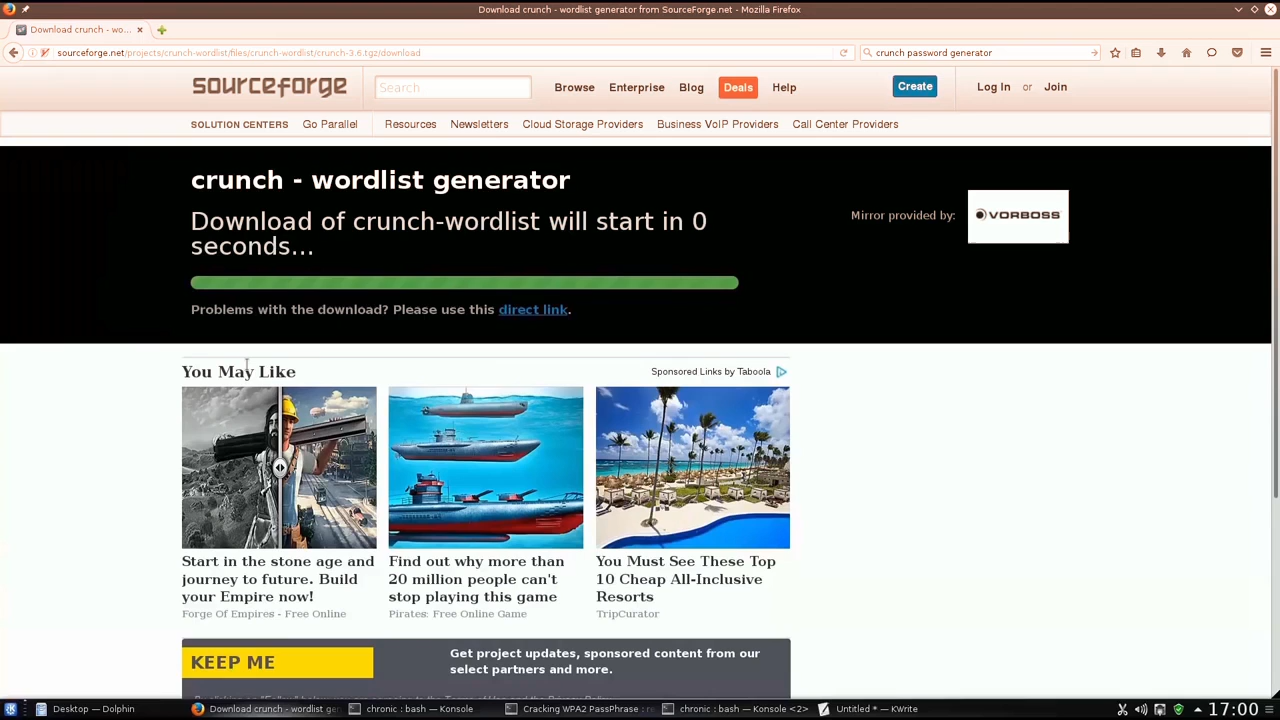 Download crunch - wordlist generator from SourceForge.net - Mozilla Firefox
Download crunch - wo...
sourceforge.net/projects/crunch-wordlist/files/crunch-wordlist/crunch-3.6.tgz/download
crunch password generator
sourceforge
Search
Browse
Enterprise
Blog
Deals
Help
Create
Log In
or
Join
SOLUTION CENTERS
Go Parallel
Resources
Newsletters
Cloud Storage Providers
Business VoIP Providers
Call Center Providers
crunch - wordlist generator
Download of crunch-wordlist will start in 0
seconds...
Mirror provided by:
VORBOSS
Problems with the download? Please use this direct link.
You May Like
Sponsored Links by Taboola
Start in the stone age and
journey to future. Build
your Empire now!
Forge Of Empires - Free Online
Find out why more than
20 million people can't
stop playing this game
Pirates: Free Online Game
You Must See These Top
10 Cheap All-Inclusive
Resorts
TripCurator
KEEP ME
Get project updates, sponsored content from our
select partners and more.
Desktop — Dolphin
Download crunch - wordlist gen
chronic : bash — Konsole
Cracking WPA2 PassPhrase : re
chronic : bash — Konsole <2>
Untitled * — KWrite
17:00